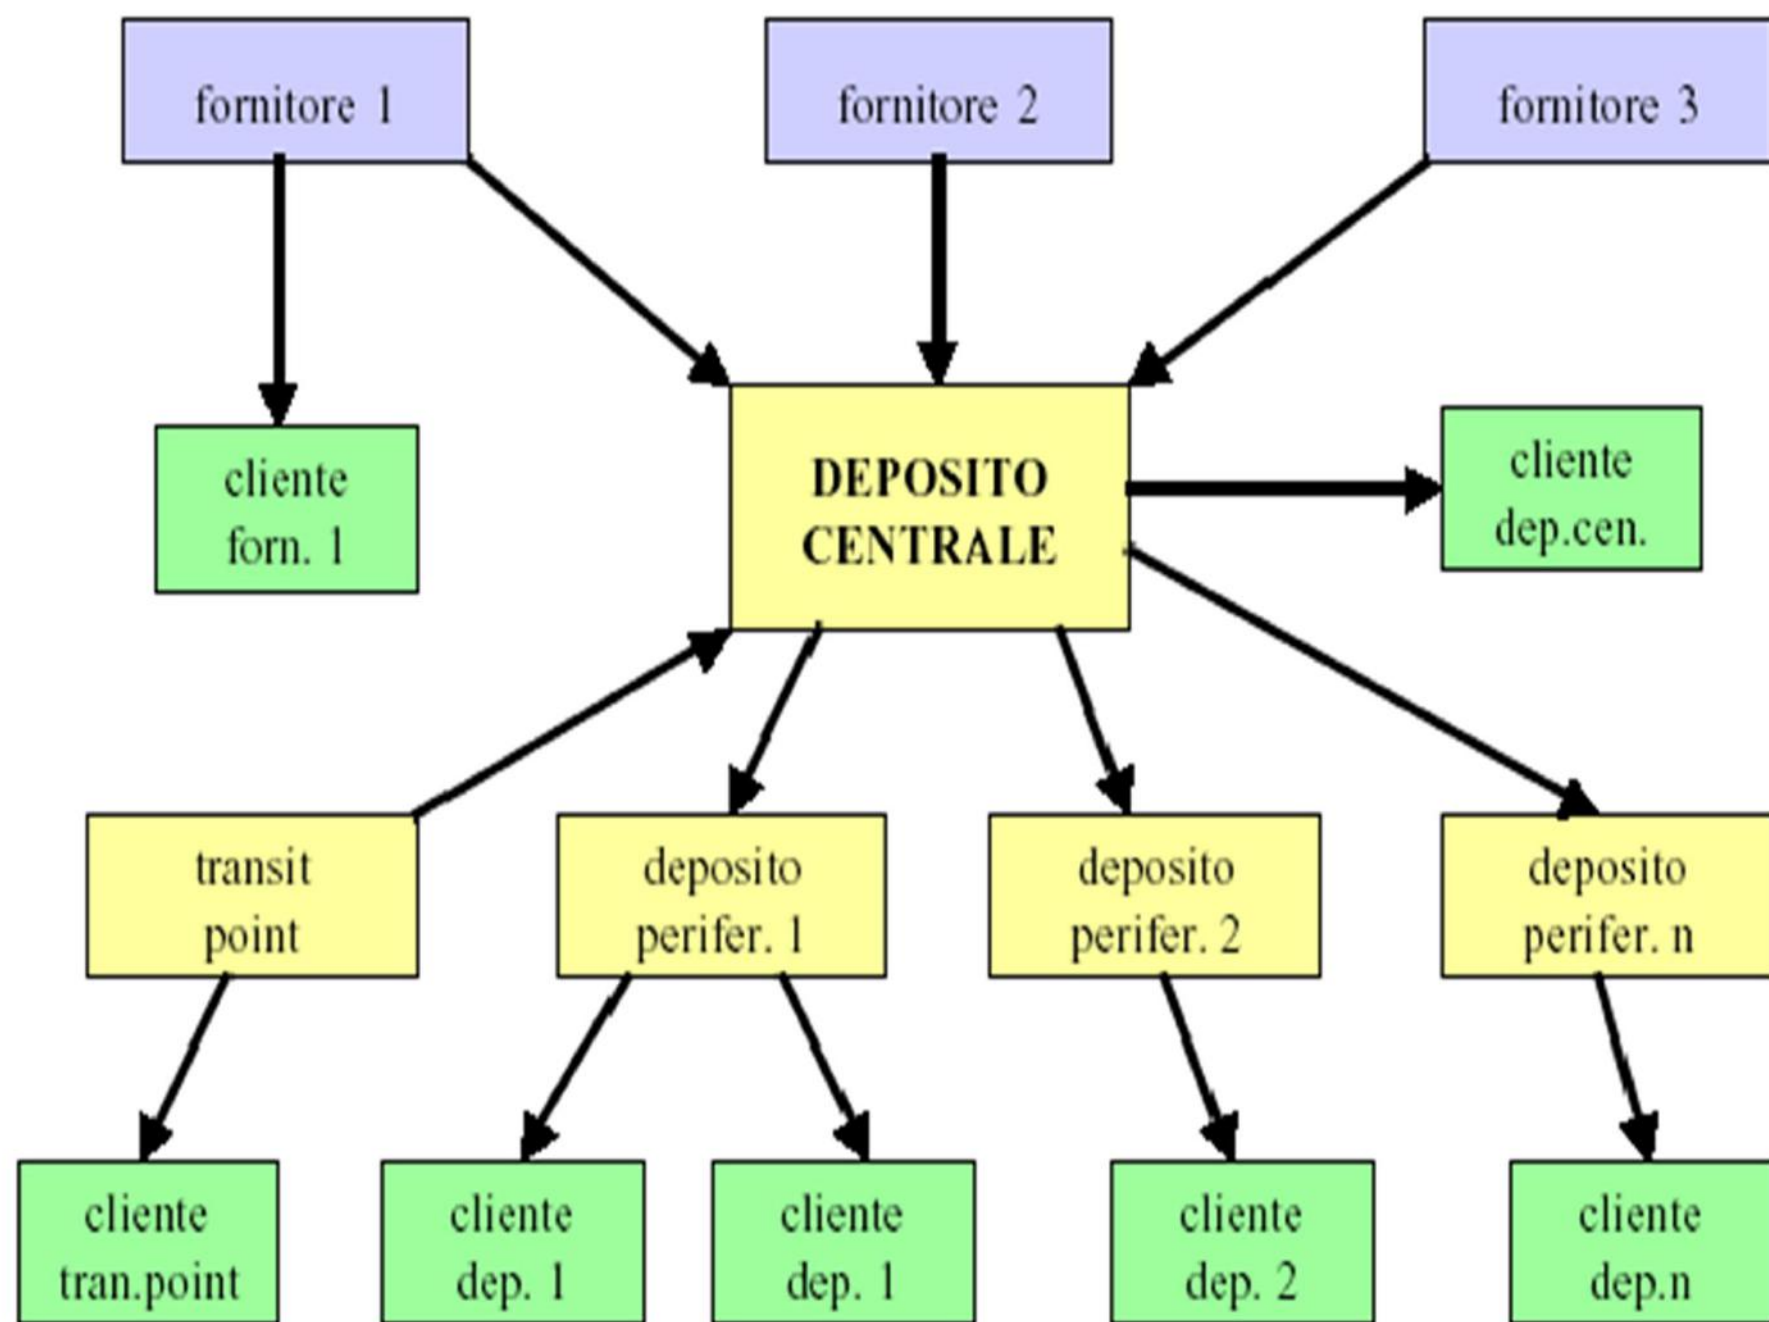 fornitore 1
fornitore 2
fornitore 3
cliente
forn. 1
DEPOSITO
CENTRALE
cliente
dep.cen.
transit
point
deposito
perifer. 1
deposito
perifer. 2
deposito
perifer. n
cliente
tran.point
cliente
dep. 1
cliente
dep. 1
cliente
dep. 2
cliente
dep.n